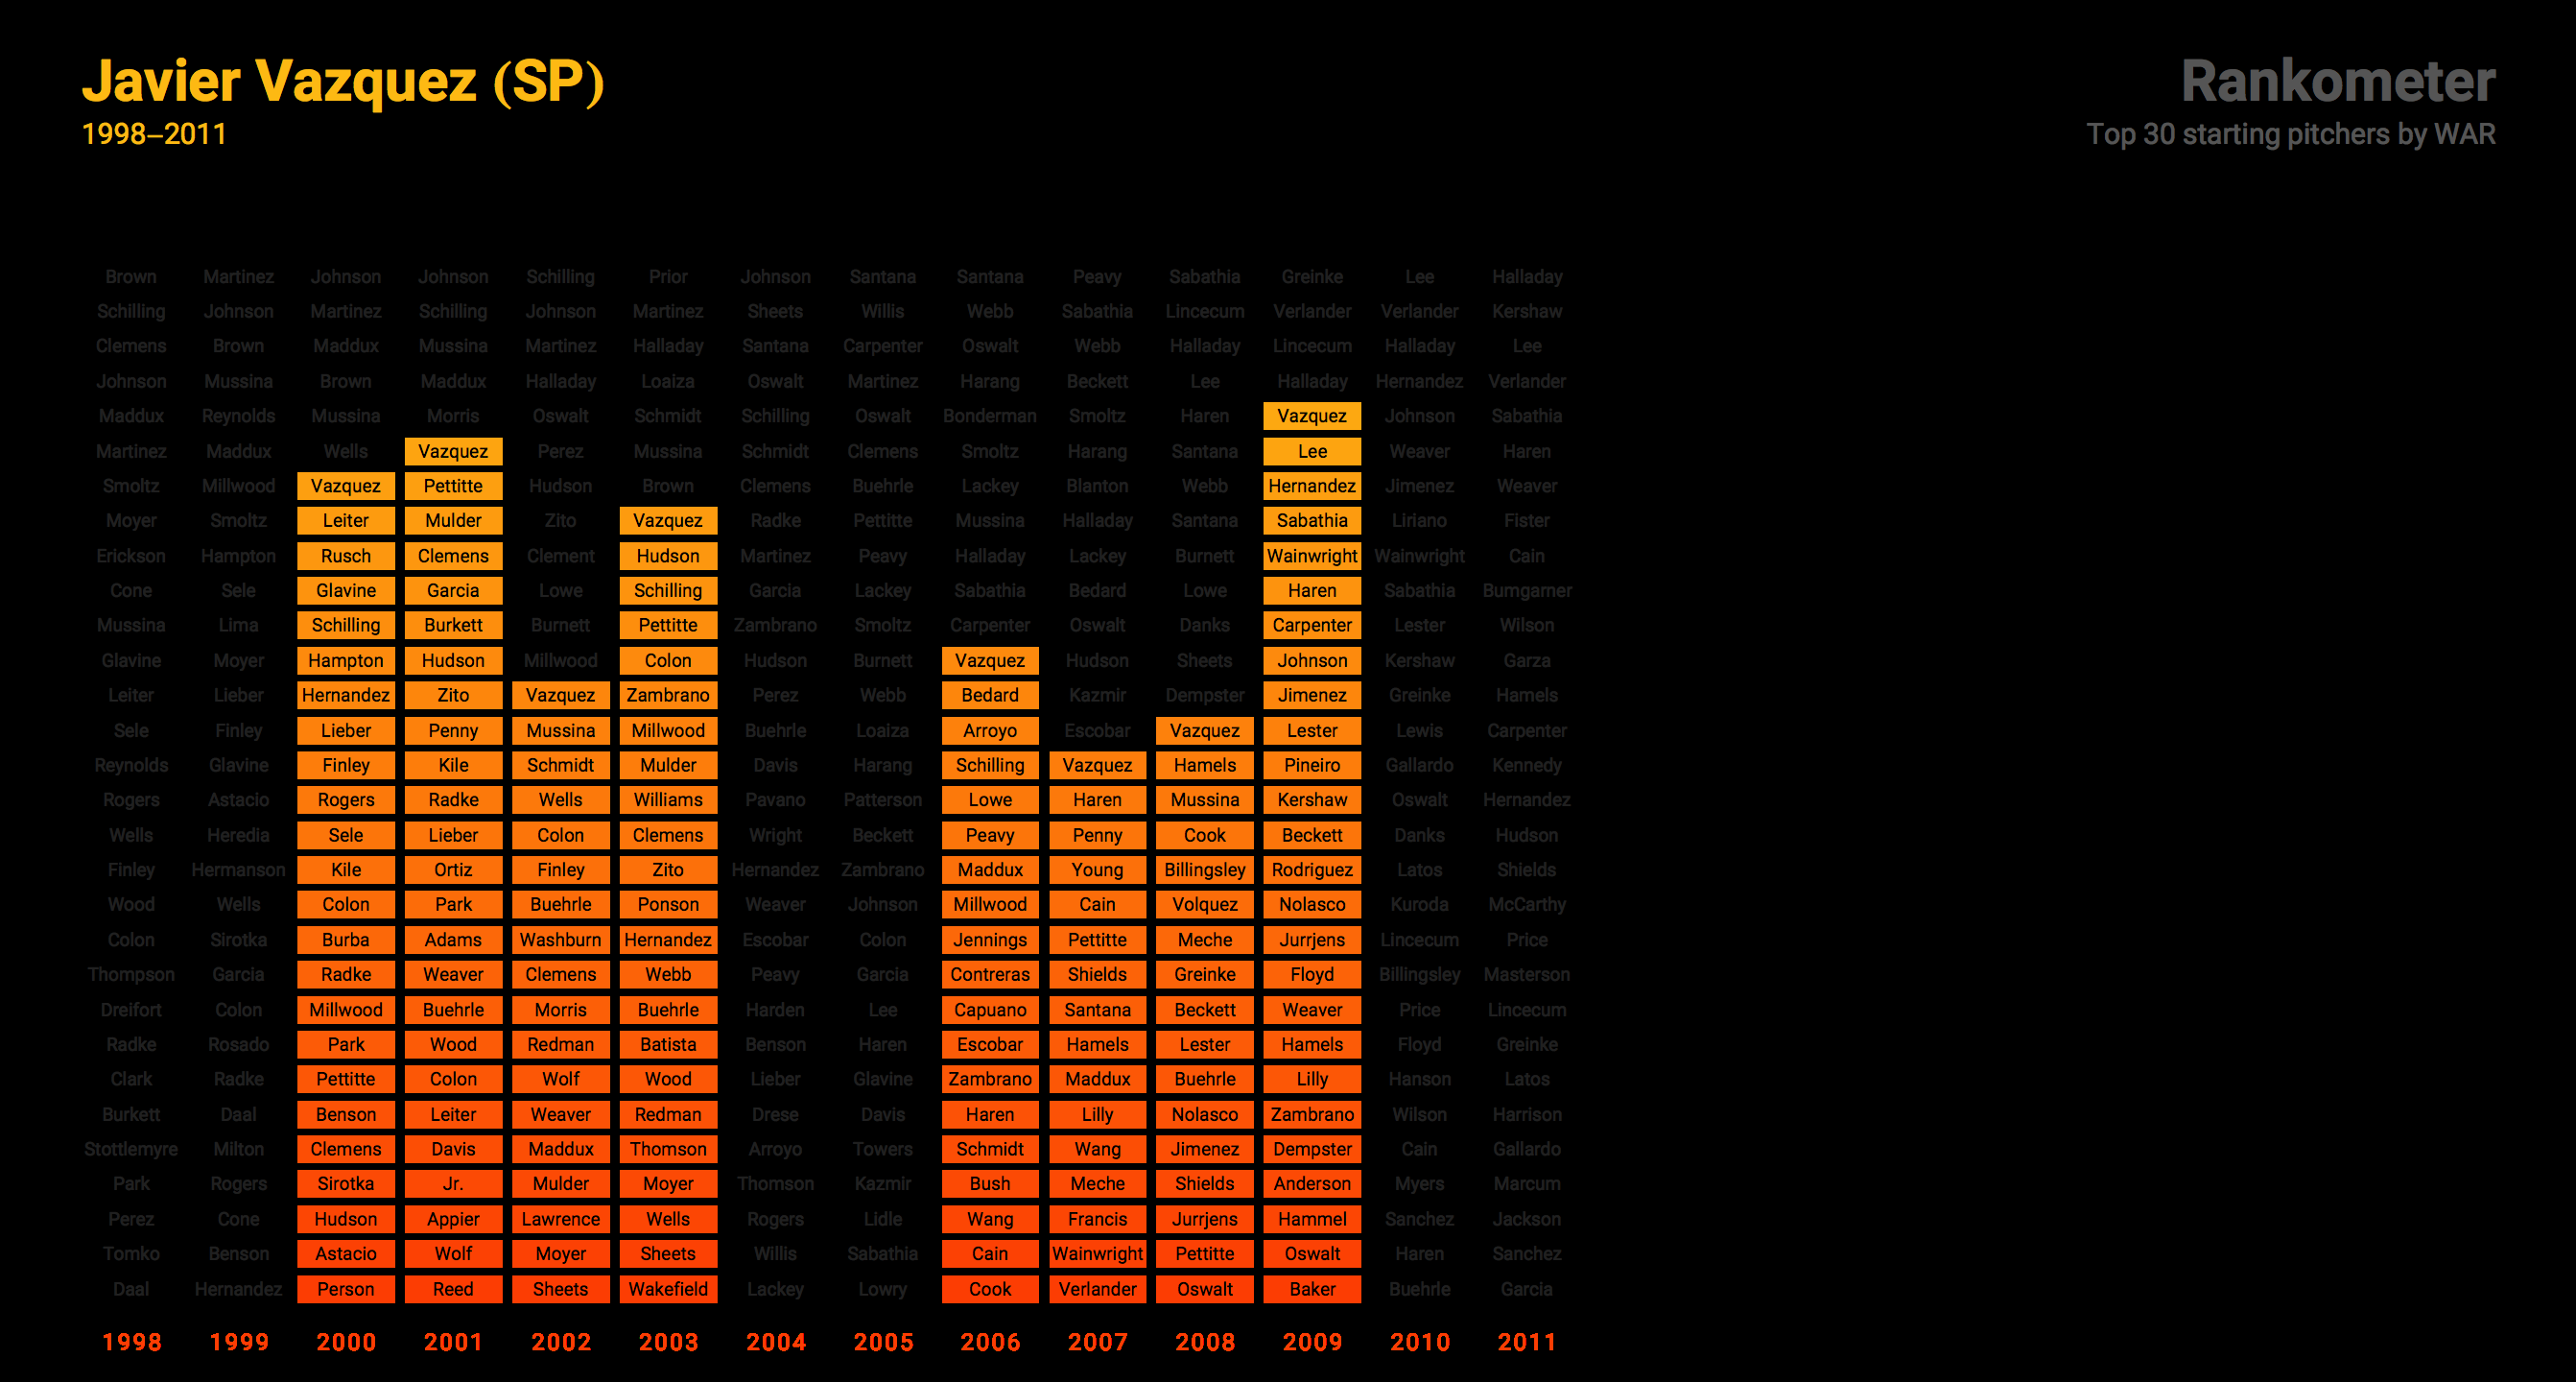 Javier Vazquez (SP)
1998–2011
Rankometer
Top 30 starting pitchers by WAR
Brown Martinez Johnson Johnson Schilling Prior Johnson Santana Santana Peavy Sabathia Greinke Lee Halladay
Schilling Johnson Martinez Schilling Johnson Martinez Sheets Willis Webb Sabathia Lincecum Verlander Verlander Kershaw
Clemens Brown Maddux Mussina Martinez Halladay Santana Carpenter Oswalt Webb Halladay Lincecum Halladay Lee
Johnson Mussina Brown Maddux Halladay Loaiza Oswalt Martinez Harang Beckett Lee Halladay Hernandez Verlander
Maddux Reynolds Mussina Morris Oswalt Schmidt Schilling Oswalt Bonderman Smoltz Haren Vazquez Johnson Sabathia
Martinez Maddux Wells Vazquez Perez Mussina Schmidt Clemens Smoltz Harang Santana Lee Weaver Haren
Smoltz Millwood Vazquez Pettitte Hudson Brown Clemens Buehrle Lackey Blanton Webb Hernandez Jimenez Weaver
Moyer Smoltz Leiter Mulder Zito Vazquez Radke Pettitte Mussina Halladay Santana Sabathia Liriano Fister
Erickson Hampton Rusch Clemens Clement Hudson Martinez Peavy Halladay Lackey Burnett Wainwright Wainwright Cain
Cone Sele Glavine Garcia Lowe Schilling Garcia Lackey Sabathia Bedard Lowe Haren Sabathia Bumgarner
Mussina Lima Schilling Burkett Burnett Pettitte Zambrano Smoltz Carpenter Oswalt Danks Carpenter Lester Wilson
Glavine Moyer Hampton Hudson Millwood Colon Hudson Burnett Vazquez Hudson Sheets Johnson Kershaw Garza
Leiter Lieber Hernandez Zito Vazquez Zambrano Perez Webb Bedard Kazmir Dempster Jimenez Greinke Hamels
Sele Finley Lieber Penny Mussina Millwood Buehrle Loaiza Arroyo Escobar Vazquez Lester Lewis Carpenter
Reynolds Glavine Finley Kile Schmidt Mulder Davis Harang Schilling Vazquez Hamels Pineiro Gallardo Kennedy
Rogers Astacio Rogers Radke Wells Williams Pavano Patterson Lowe Haren Mussina Kershaw Oswalt Hernandez
Wells Heredia Sele Lieber Colon Clemens Wright Beckett Peavy Penny Cook Beckett Danks Hudson
Finley Hermanson Kile Ortiz Finley Zito Hernandez Zambrano Maddux Young Billingsley Rodriguez Latos Shields
Wood Wells Colon Park Buehrle Ponson Weaver Johnson Millwood Cain Volquez Nolasco Kuroda McCarthy
Colon Sirotka Burba Adams Washburn Hernandez Escobar Colon Jennings Pettitte Meche Jurrjens Lincecum Price
Thompson Garcia Radke Weaver Clemens Webb Peavy Garcia Contreras Shields Greinke Floyd Billingsley Masterson
Dreifort Colon Millwood Buehrle Morris Buehrle Harden Lee Capuano Santana Beckett Weaver Price Lincecum
Radke Rosado Park Wood Redman Batista Benson Haren Escobar Hamels Lester Hamels Floyd Greinke
Clark Radke Pettitte Colon Wolf Wood Lieber Glavine Zambrano Maddux Buehrle Lilly Hanson Latos
Burkett Daal Benson Leiter Weaver Redman Drese Davis Haren Lilly Nolasco Zambrano Wilson Harrison
Stottlemyre Milton Clemens Davis Maddux Thomson Arroyo Towers Schmidt Wang Jimenez Dempster Cain Gallardo
Park Rogers Sirotka Jr. Mulder Moyer Thomson Kazmir Bush Meche Shields Anderson Myers Marcum
Perez Cone Hudson Appier Lawrence Wells Rogers Lidle Wang Francis Jurrjens Hammel Sanchez Jackson
Tomko Benson Astacio Wolf Moyer Sheets Willis Sabathia Cain Wainwright Pettitte Oswalt Haren Sanchez
Daal Hernandez Person Reed Sheets Wakefield Lackey Lowry Cook Verlander Oswalt Baker Buehrle Garcia
1998 1999 2000 2001 2002 2003 2004 2005 2006 2007 2008 2009 2010 2011